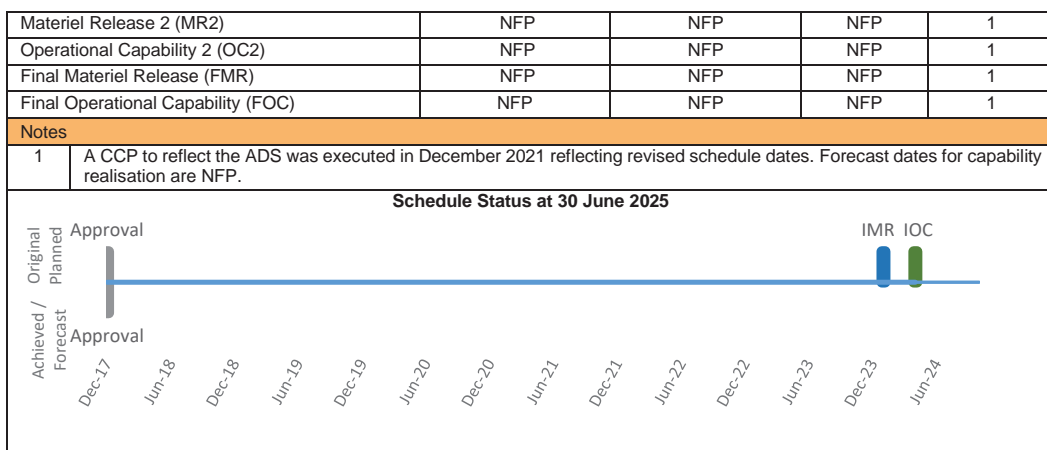 Materiel Release 2 (MR2) NFP NFP NFP 1
Operational Capability 2 (OC2) NFP NFP NFP 1
Final Materiel Release (FMR) NFP NFP NFP 1
Final Operational Capability (FOC) NFP NFP NFP 1
Notes
1 A CCP to reflect the ADS was executed in December 2021 reflecting revised schedule dates. Forecast dates for capability
realisation are NFP.
Schedule Status at 30 June 2025
Original
Planned
Approval
IMR IOC
Achieved /
Forecast
Approval
Dec-17 Jun-18 Dec-18 Jun-19 Dec-19 Jun-20 Dec-20 Jun-21 Dec-21 Jun-22 Dec-22 Jun-23 Dec-23 Jun-24